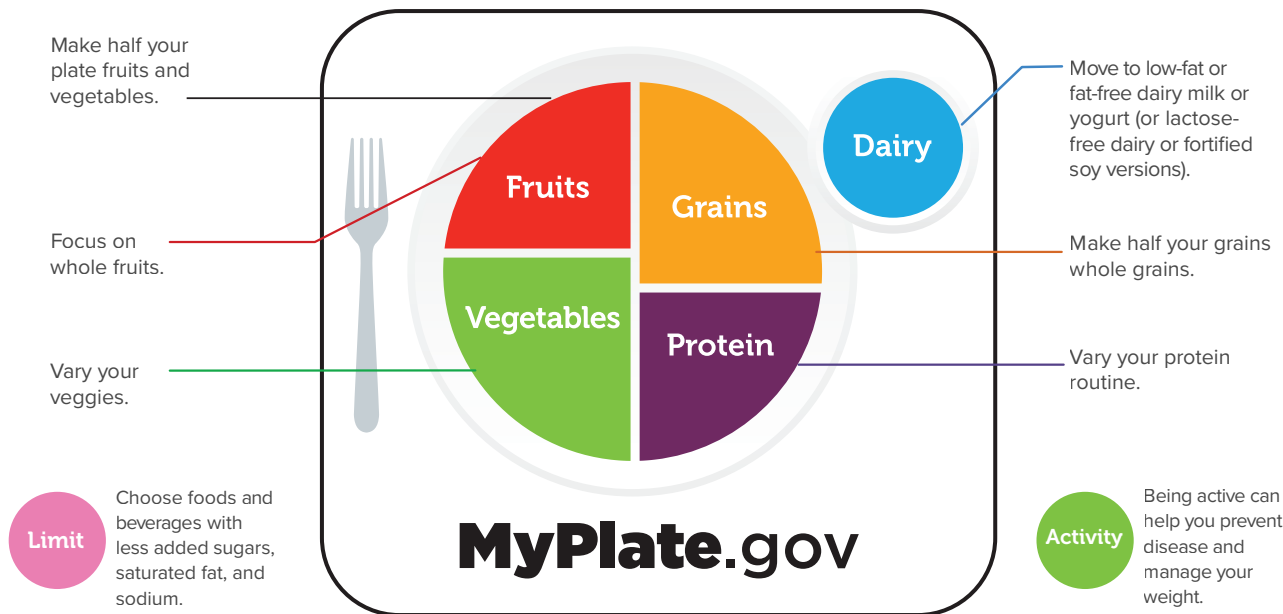 Make half your
plate fruits and
vegetables.
Focus on
whole fruits.
Vary your
veggies.
Fruits
Grains
Vegetables
Protein
Dairy
Move to low-fat or
fat-free dairy milk or
yogurt (or lactose-
free dairy or fortified
soy versions).
Make half your grains
whole grains.
Vary your protein
routine.
Limit
Choose foods and
beverages with
less added sugars,
saturated fat, and
sodium.
MyPlate.gov
Activity
Being active can
help you prevent
disease and
manage your
weight.